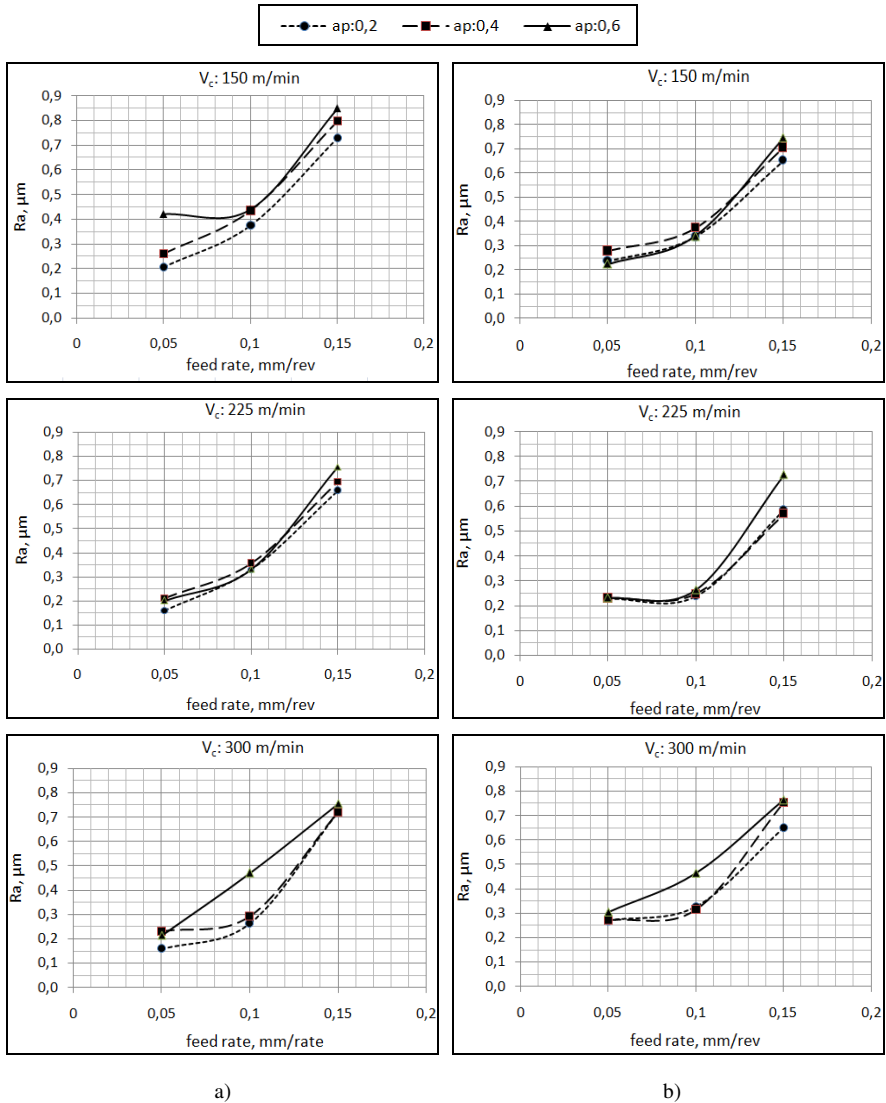 ap:0,2 ap:0,4 ap:0,6
Vc: 150 m/min
0,9
0,8
0,7
0,6
0,5
0,4
0,3
0,2
0,1
0,0
Ra, µm
0 0,05 0,1 0,15 0,2
feed rate, mm/rev
Vc: 150 m/min
0,9
0,8
0,7
0,6
0,5
0,4
0,3
0,2
0,1
0,0
Ra, µm
0 0,05 0,1 0,15 0,2
feed rate, mm/rev
Vc: 225 m/min
0,9
0,8
0,7
0,6
0,5
0,4
0,3
0,2
0,1
0,0
Ra, µm
0 0,05 0,1 0,15 0,2
feed rate, mm/rev
Vc: 225 m/min
0,9
0,8
0,7
0,6
0,5
0,4
0,3
0,2
0,1
0,0
Ra, µm
0 0,05 0,1 0,15 0,2
feed rate, mm/rev
Vc: 300 m/min
0,9
0,8
0,7
0,6
0,5
0,4
0,3
0,2
0,1
0,0
Ra, µm
0 0,05 0,1 0,15 0,2
feed rate, mm/rate
Vc: 300 m/min
0,9
0,8
0,7
0,6
0,5
0,4
0,3
0,2
0,1
0,0
Ra, µm
0 0,05 0,1 0,15 0,2
feed rate, mm/rev
a) b)